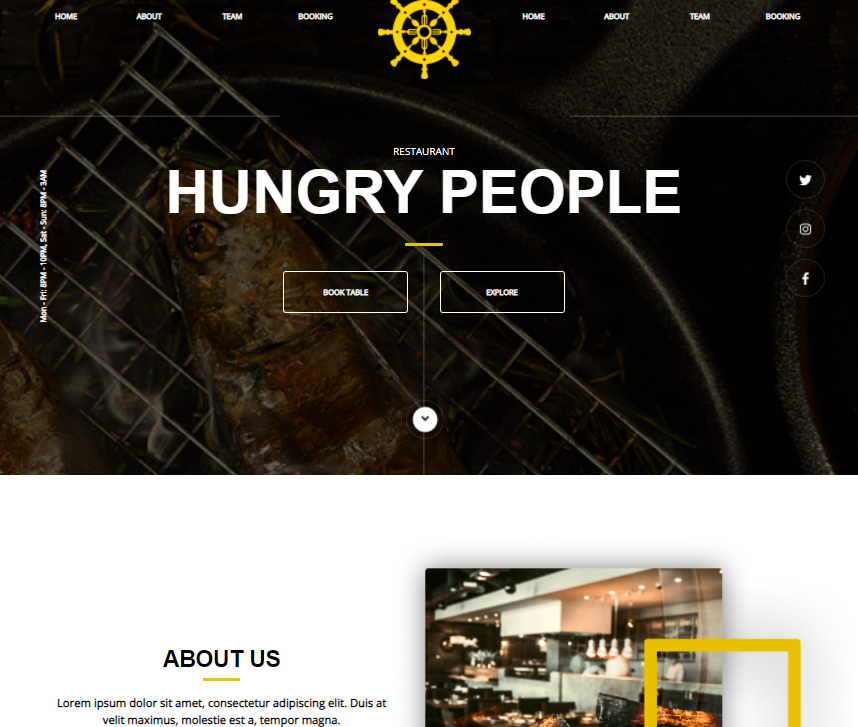 HOME ABOUT TEAM BOOKING HOME ABOUT TEAM BOOKING
RESTAURANT
HUNGRY PEOPLE
Mon - Fri: 8PM - 10PM, Sat - Sun: 8PM - 3AM
BOOK TABLE EXPLORE
ABOUT US
Lorem ipsum dolor sit amet, consectetur adipiscing elit. Duis at
velit maximus, molestie est a, tempor magna.